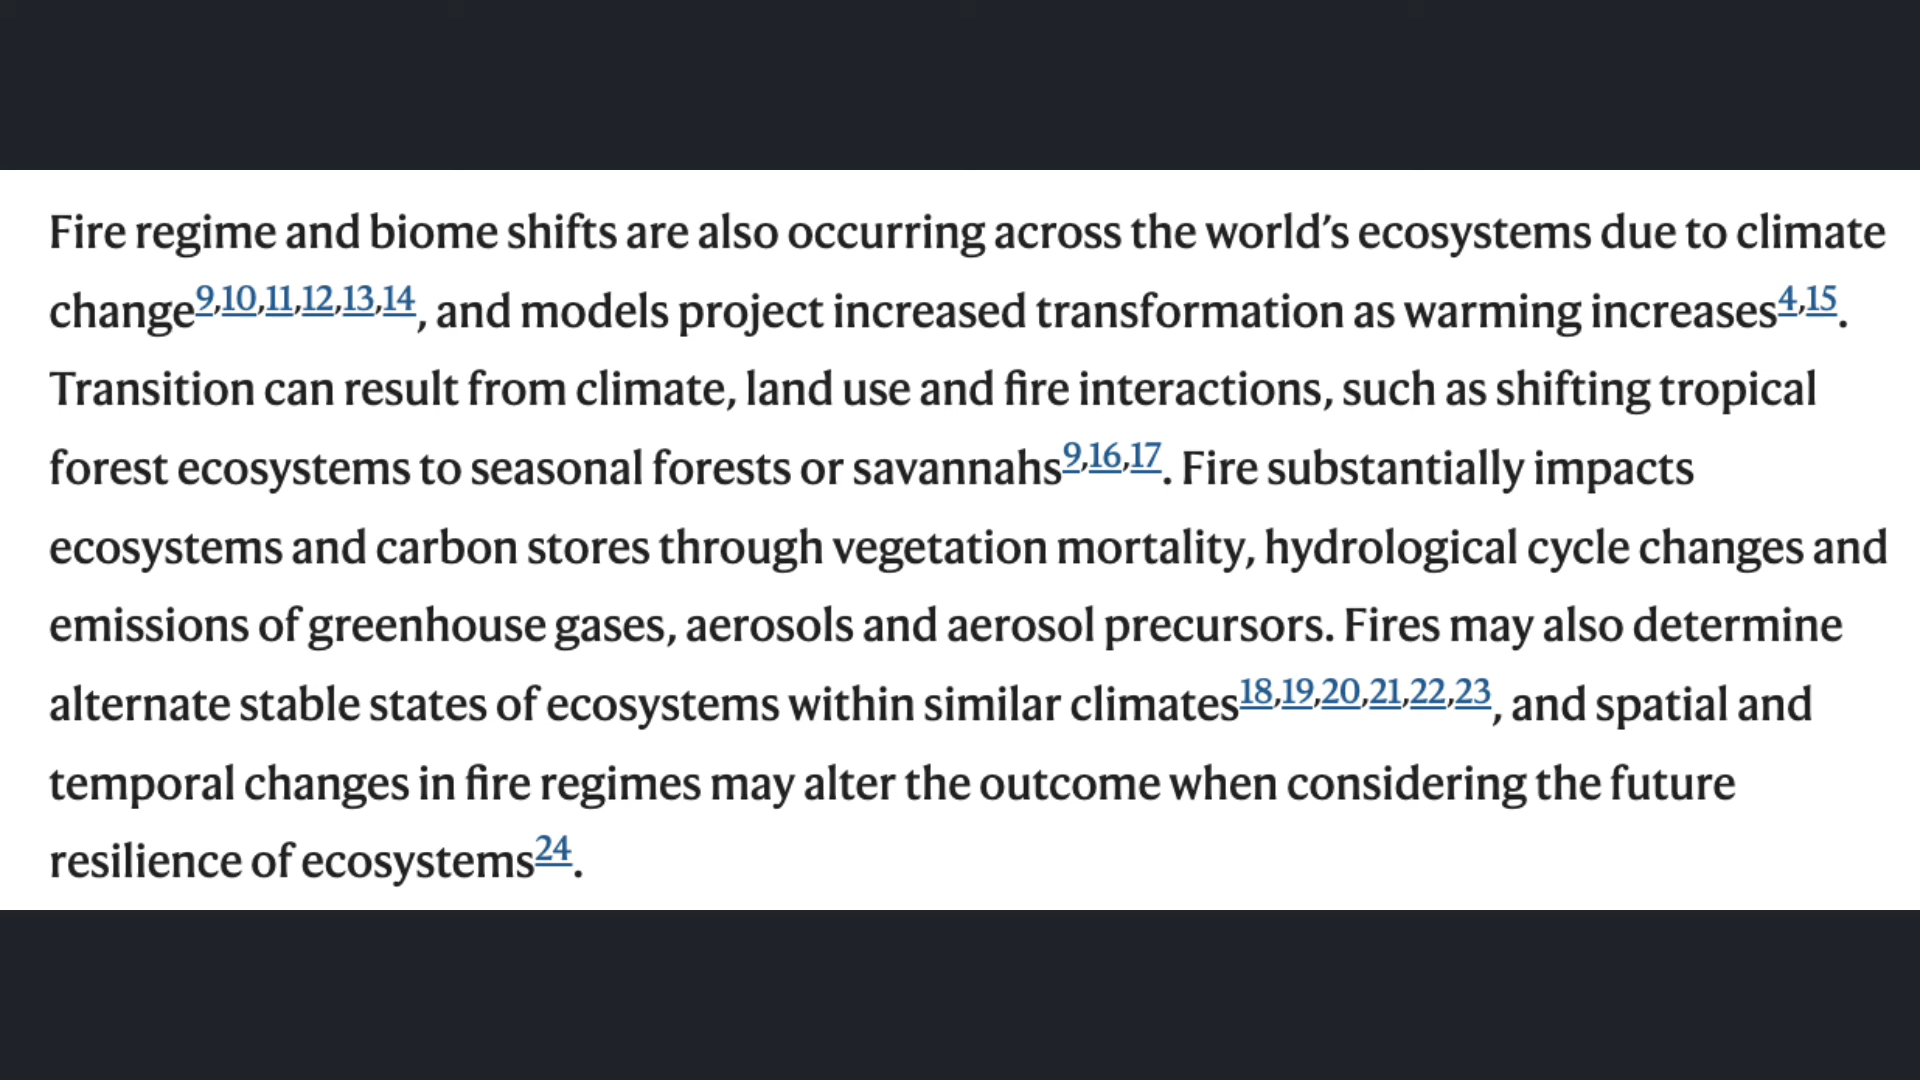 Fire regime and biome shifts are also occurring across the world’s ecosystems due to climate
change9,10,11,12,13,14, and models project increased transformation as warming increases4,15.
Transition can result from climate, land use and fire interactions, such as shifting tropical
forest ecosystems to seasonal forests or savannahs9,16,17. Fire substantially impacts
ecosystems and carbon stores through vegetation mortality, hydrological cycle changes and
emissions of greenhouse gases, aerosols and aerosol precursors. Fires may also determine
alternate stable states of ecosystems within similar climates18,19,20,21,22,23, and spatial and
temporal changes in fire regimes may alter the outcome when considering the future
resilience of ecosystems24.